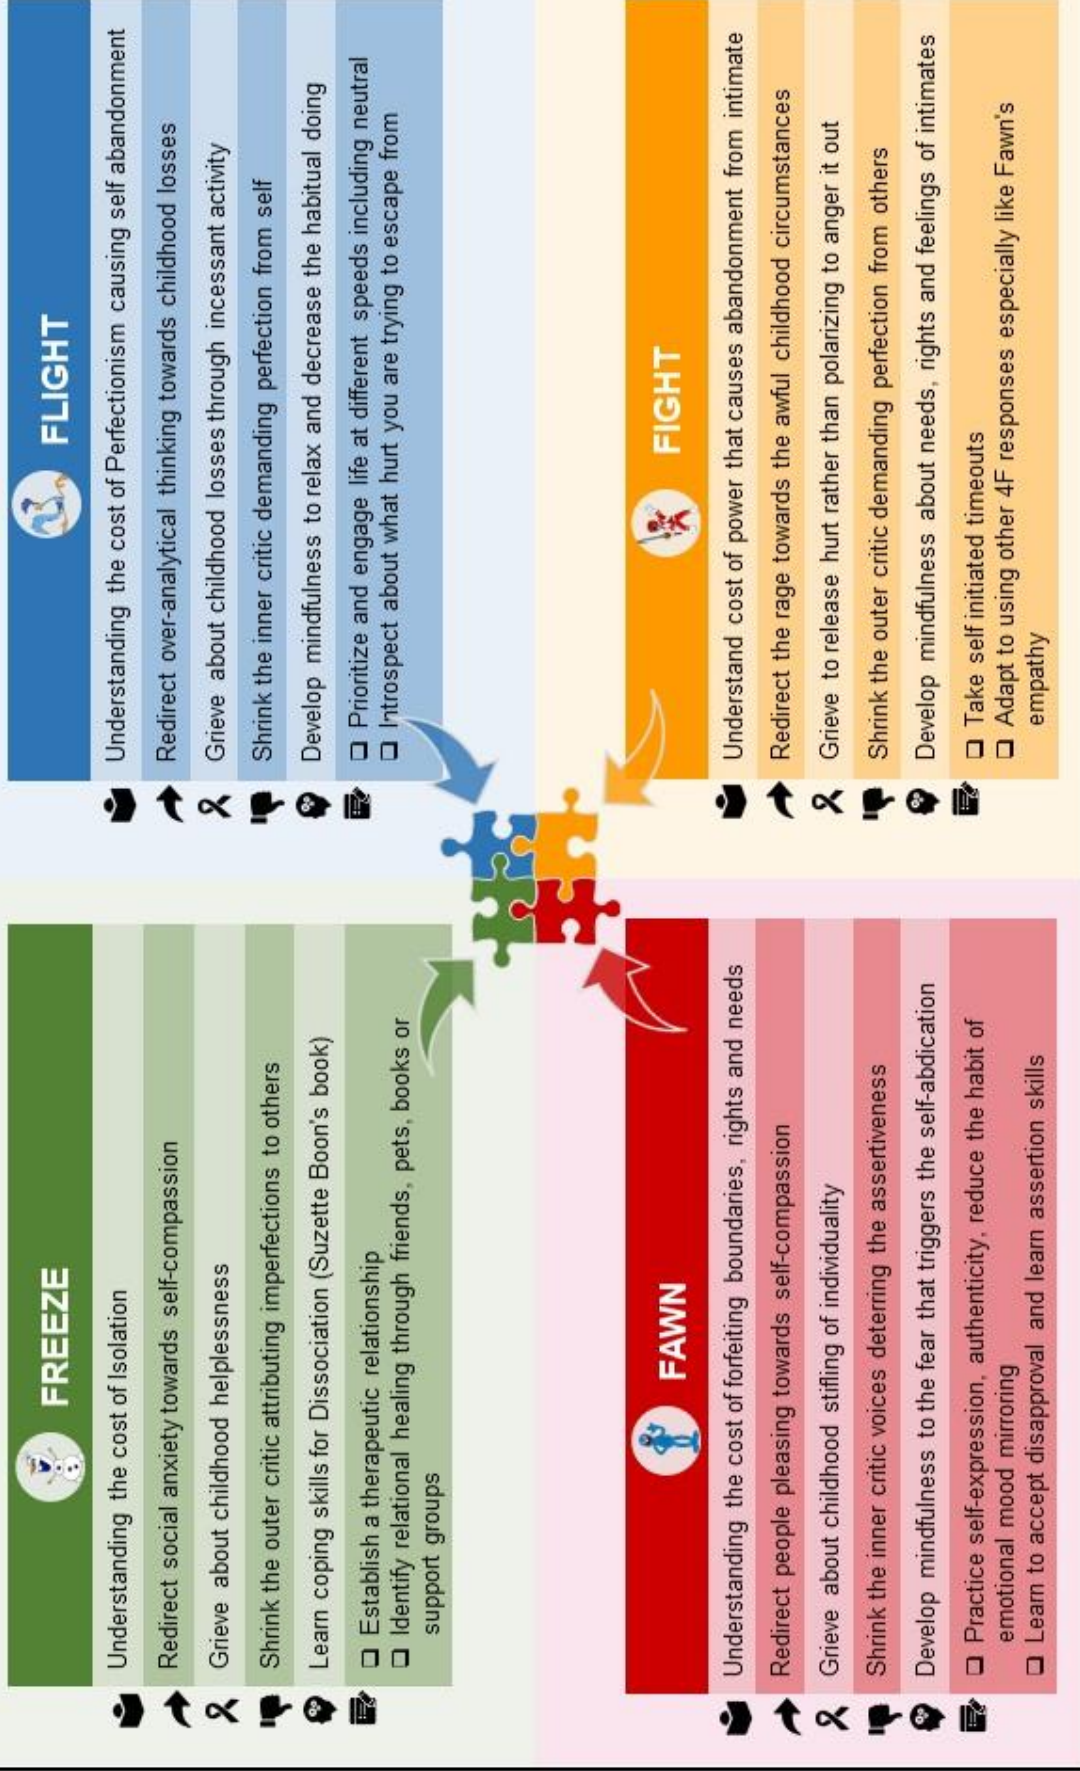 FREEZE
Understanding the cost of Isolation
Redirect social anxiety towards self-compassion
Grieve about childhood helplessness
Shrink the outer critic attributing imperfections to others
Learn coping skills for Dissociation (Suzette Boon's book)
❑ Establish a therapeutic relationship
❑ Identify relational healing through friends, pets, books or
support groups
FLIGHT
Understanding the cost of Perfectionism causing self abandonment
Redirect over-analytical thinking towards childhood losses
Grieve about childhood losses through incessant activity
Shrink the inner critic demanding perfection from self
Develop mindfulness to relax and decrease the habitual doing
❑ Prioritize and engage life at different speeds including neutral
❑ Introspect about what hurt you are trying to escape from
FAWN
Understanding the cost of forfeiting boundaries, rights and needs
Redirect people pleasing towards self-compassion
Grieve about childhood stifling of individuality
Shrink the inner critic voices deterring the assertiveness
Develop mindfulness to the fear that triggers the self-abdication
❑ Practice self-expression, authenticity, reduce the habit of
emotional mood mirroring
❑ Learn to accept disapproval and learn assertion skills
FIGHT
Understand cost of power that causes abandonment from intimate
Redirect the rage towards the awful childhood circumstances
Grieve to release hurt rather than polarizing to anger it out
Shrink the outer critic demanding perfection from others
Develop mindfulness about needs, rights and feelings of intimates
❑ Take self initiated timeouts
❑ Adapt to using other 4F responses especially like Fawn's
empathy